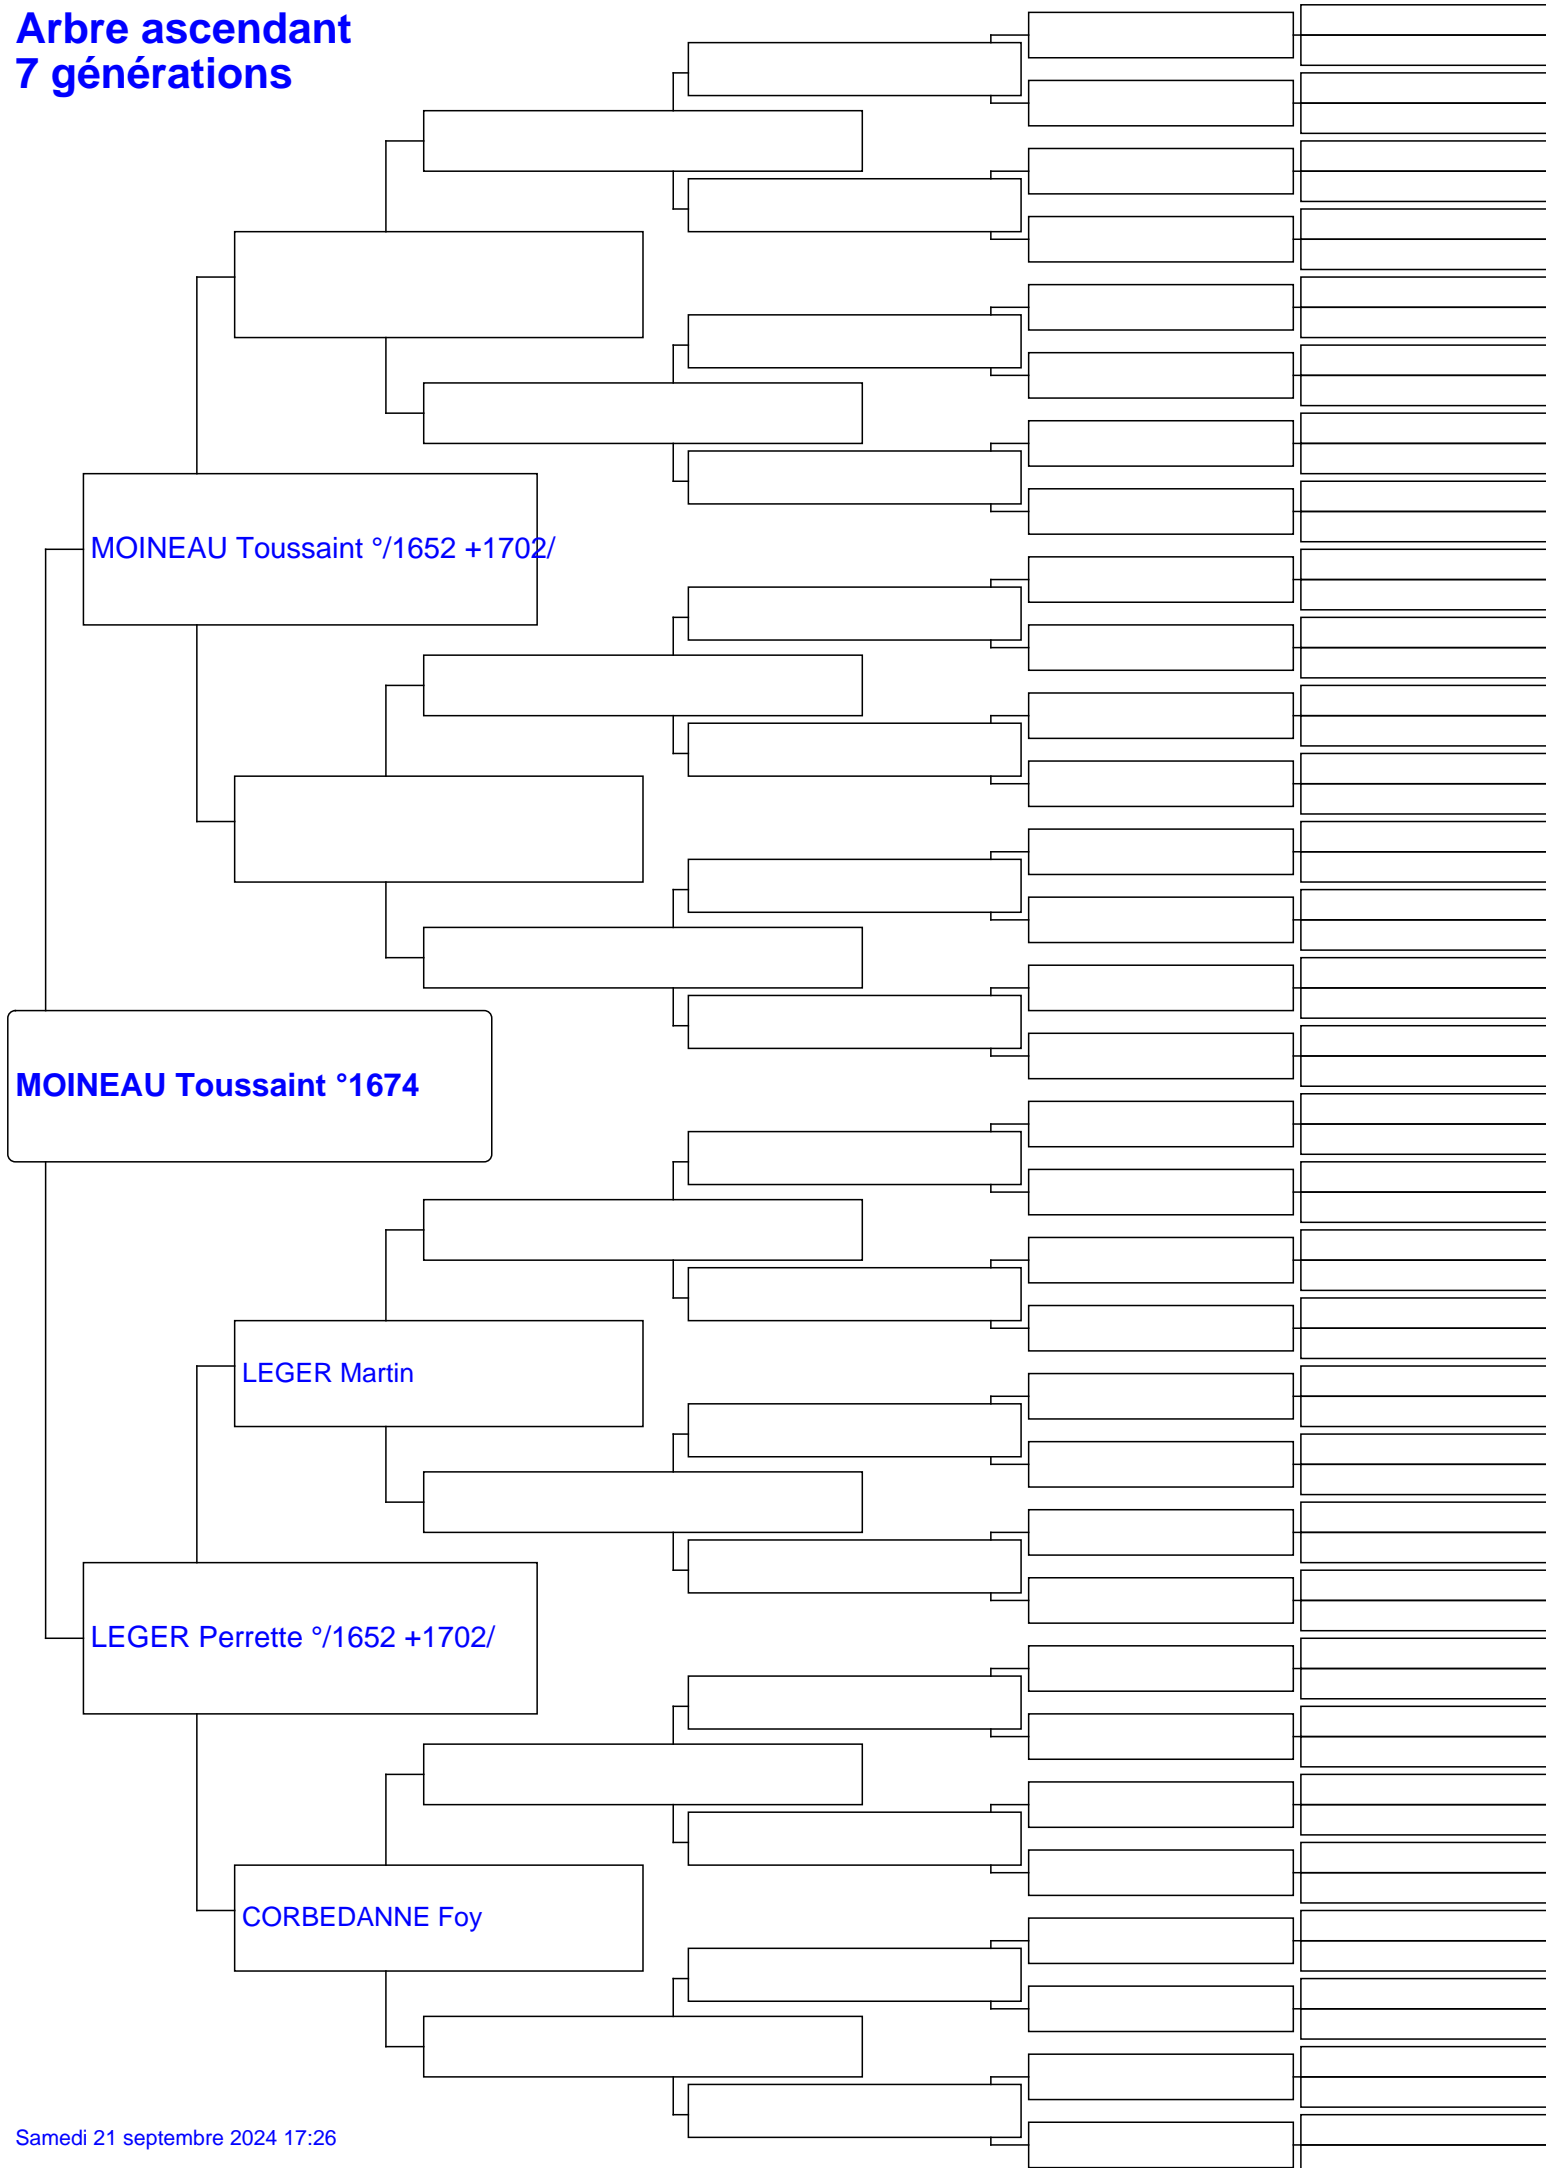 Arbre ascendant
7 générations
MOINEAU Toussaint °/1652 +1702/
MOINEAU Toussaint °1674
LEGER Martin
LEGER Perrette °/1652 +1702/
CORBEDANNE Foy
Samedi 21 septembre 2024 17:26